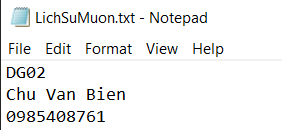 LichSuMuon.txt - Notepad
File Edit Format View Help
DG02
Chu Van Bien
0985408761